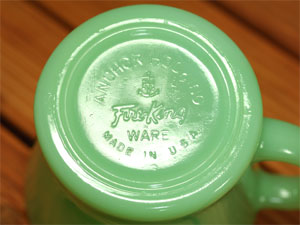 ANCHOR HOCKING
Fire-King
WARE
MADE IN U.S.A.